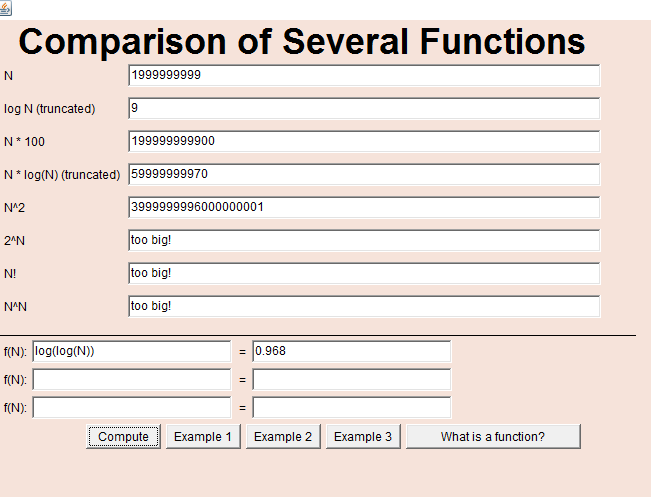 Comparison of Several Functions
N 1999999999
log N (truncated) 9
N * 100 199999999900
N * log(N) (truncated) 59999999970
N^2 3999999996000000001
2^N too big!
N! too big!
N^N too big!
f(N): log(log(N)) = 0.968
f(N): =
f(N): =
Compute Example 1 Example 2 Example 3 What is a function?